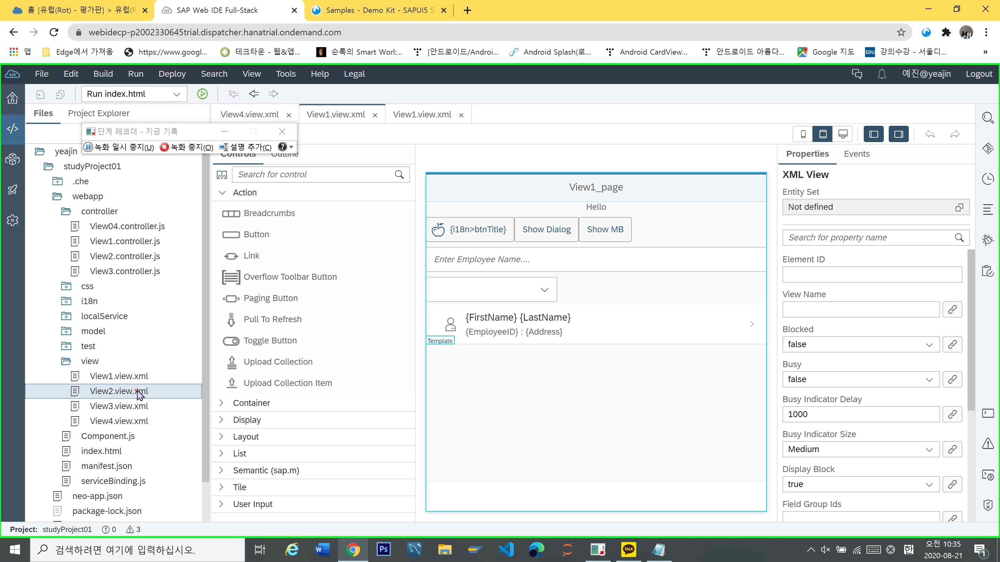 홈 [유럽(Rot) - 평가판] > 유럽(R
SAP Web IDE Full-Stack
Samples - Demo Kit - SAPUI5 S
webidecp-p2002330645trial.dispatcher.hanatrial.ondemand.com
앱
Edge에서 가져옴
https://www.googl...
테크타운 - 웹&앱...
순록의 Smart Worl:...
[안드로이드/Androi...
Android Splash(로...
Android CardView...
안드로이드 아름다...
Google 지도
SDU
강의수강 - 서울디...
»
File
Edit
Build
Run
Deploy
Search
View
Tools
Help
Legal
예진@yeajin
Logout
Run index.html
Files
Project Explorer
View4.view.xml
View1.view.xml
View1.view.xml
단계 레코더 - 지금 기록
녹화 일시 중지(U)
녹화 중지(O)
설명 추가(C)
yeajin
studyProject01
.che
webapp
controller
View04.controller.js
View1.controller.js
View2.controller.js
View3.controller.js
css
i18n
localService
model
test
view
View1.view.xml
View2.view.xml
View3.view.xml
View4.view.xml
Component.js
index.html
manifest.json
serviceBinding.js
neo-app.json
package-lock.json
Controls
Outline
Search for control
Action
Breadcrumbs
Button
Link
Overflow Toolbar Button
Paging Button
Pull To Refresh
Toggle Button
Upload Collection
Upload Collection Item
Container
Display
Layout
List
Semantic (sap.m)
Tile
User Input
View1_page
Hello
{i18n>btnTitle}
Show Dialog
Show MB
Enter Employee Name....
{FirstName} {LastName}
{EmployeeID} : {Address}
Template
Properties
Events
XML View
Entity Set
Not defined
Search for property name
Element ID
View Name
Blocked
false
Busy
false
Busy Indicator Delay
1000
Busy Indicator Size
Medium
Display Block
true
Field Group Ids
Project: studyProject01
0
3
검색하려면 여기에 입력하십시오.
W
Ps
TALK
한
오전 10:35
2020-08-21
1